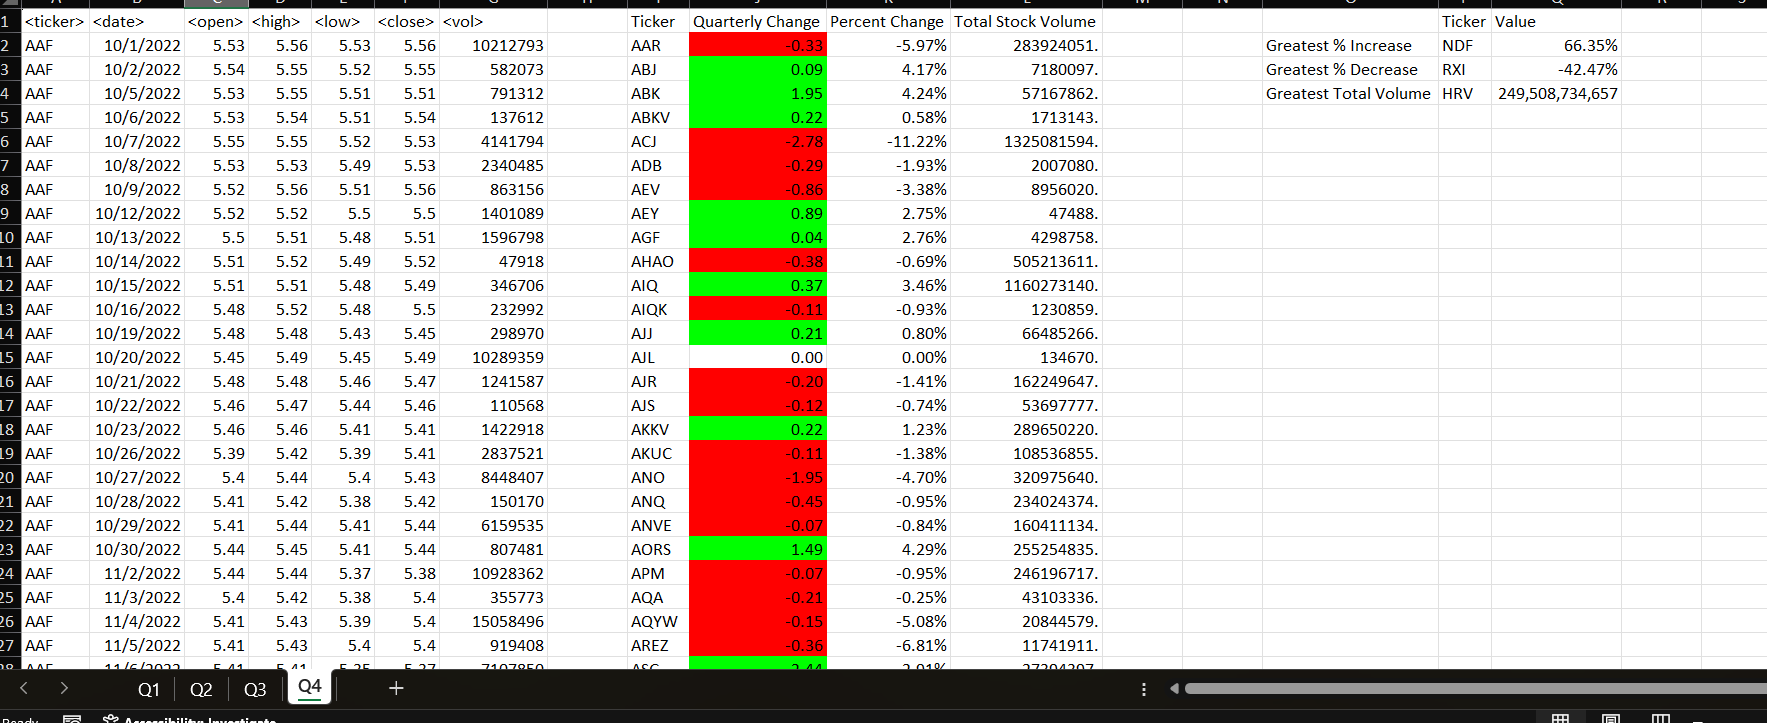 1 <ticker> <date> <open> <high> <low> <close> <vol> Ticker Quarterly Change Percent Change Total Stock Volume Ticker Value
2 AAF 10/1/2022 5.53 5.56 5.53 5.56 10212793 AAR -0.33 -5.97% 283924051. Greatest % Increase NDF 66.35%
3 AAF 10/2/2022 5.54 5.55 5.52 5.55 582073 ABJ 0.09 4.17% 7180097. Greatest % Decrease RXI -42.47%
4 AAF 10/5/2022 5.53 5.55 5.51 5.51 791312 ABK 1.95 4.24% 57167862. Greatest Total Volume HRV 249,508,734,657
5 AAF 10/6/2022 5.53 5.54 5.51 5.54 137612 ABKV 0.22 0.58% 1713143.
6 AAF 10/7/2022 5.55 5.55 5.52 5.53 4141794 ACJ -2.78 -11.22% 1325081594.
7 AAF 10/8/2022 5.53 5.53 5.49 5.53 2340485 ADB -0.29 -1.93% 2007080.
8 AAF 10/9/2022 5.52 5.56 5.51 5.56 863156 AEV -0.86 -3.38% 8956020.
9 AAF 10/12/2022 5.52 5.52 5.5 5.5 1401089 AEY 0.89 2.75% 47488.
10 AAF 10/13/2022 5.5 5.51 5.48 5.51 1596798 AGF 0.04 2.76% 4298758.
11 AAF 10/14/2022 5.51 5.52 5.49 5.52 47918 AHAO -0.38 -0.69% 505213611.
12 AAF 10/15/2022 5.51 5.51 5.48 5.49 346706 AIQ 0.37 3.46% 1160273140.
13 AAF 10/16/2022 5.48 5.52 5.48 5.5 232992 AIQK -0.11 -0.93% 1230859.
14 AAF 10/19/2022 5.48 5.48 5.43 5.45 298970 AJJ 0.21 0.80% 66485266.
15 AAF 10/20/2022 5.45 5.49 5.45 5.49 10289359 AJL 0.00 0.00% 134670.
16 AAF 10/21/2022 5.48 5.48 5.46 5.47 1241587 AJR -0.20 -1.41% 162249647.
17 AAF 10/22/2022 5.46 5.47 5.44 5.46 110568 AJS -0.12 -0.74% 53697777.
18 AAF 10/23/2022 5.46 5.46 5.41 5.41 1422918 AKKV 0.22 1.23% 289650220.
19 AAF 10/26/2022 5.39 5.42 5.39 5.41 2837521 AKUC -0.11 -1.38% 108536855.
20 AAF 10/27/2022 5.4 5.44 5.4 5.43 8448407 ANO -1.95 -4.70% 320975640.
21 AAF 10/28/2022 5.41 5.42 5.38 5.42 150170 ANQ -0.45 -0.95% 234024374.
22 AAF 10/29/2022 5.41 5.44 5.41 5.44 6159535 ANVE -0.07 -0.84% 160411134.
23 AAF 10/30/2022 5.44 5.45 5.41 5.44 807481 AORS 1.49 4.29% 255254835.
24 AAF 11/2/2022 5.44 5.44 5.37 5.38 10928362 APM -0.07 -0.95% 246196717.
25 AAF 11/3/2022 5.4 5.42 5.38 5.4 355773 AQA -0.21 -0.25% 43103336.
26 AAF 11/4/2022 5.41 5.43 5.39 5.4 15058496 AQYW -0.15 -5.08% 20844579.
27 AAF 11/5/2022 5.41 5.43 5.4 5.4 919408 AREZ -0.36 -6.81% 11741911.
Q1 Q2 Q3 Q4
Ready Accessibility: Investigate